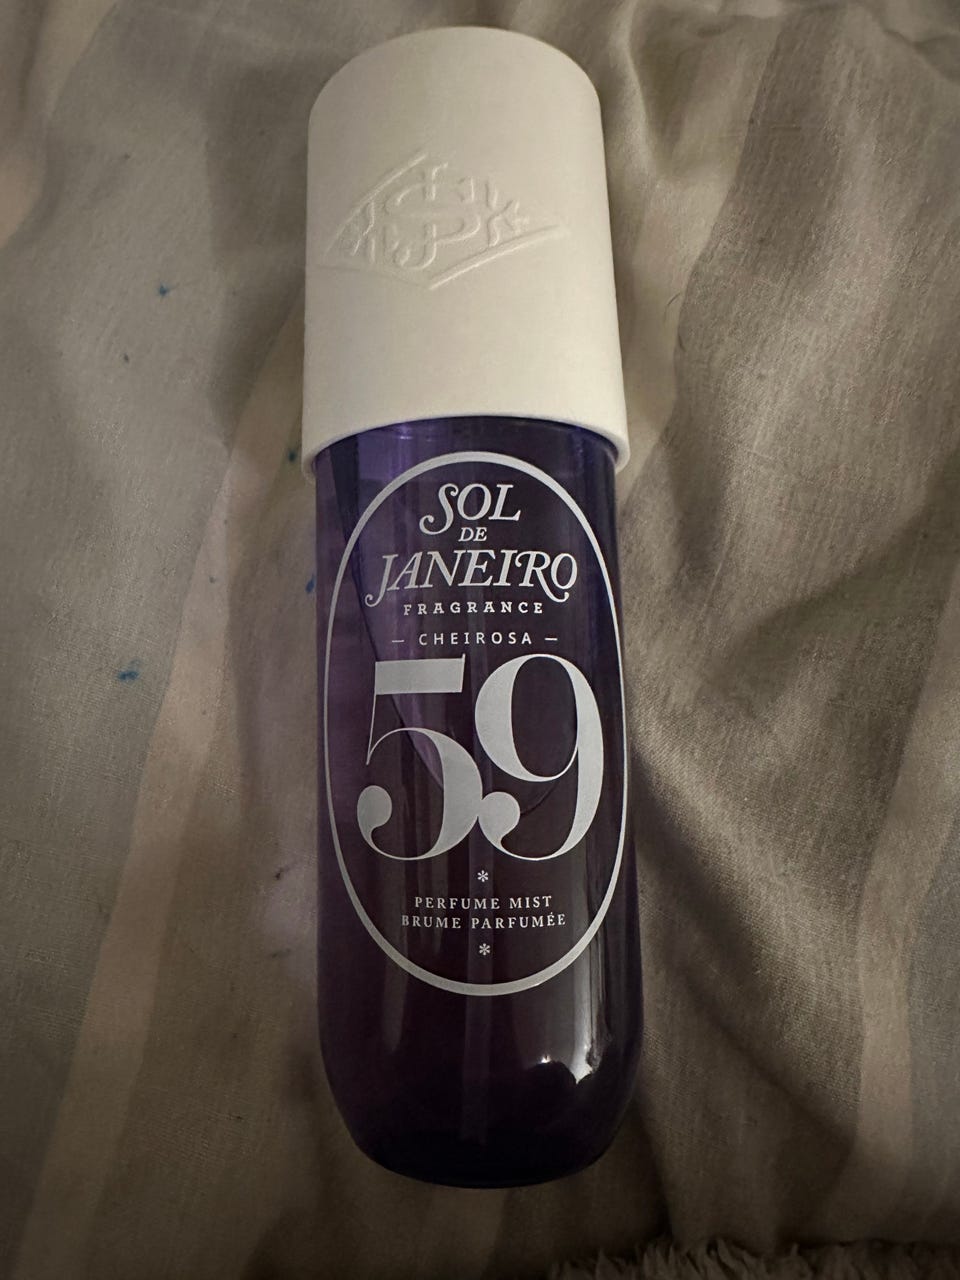 SOL
DE
JANEIRO
FRAGRANCE
— CHEIROSA —
59
*
PERFUME MIST
BRUME PARFUMÉE
*